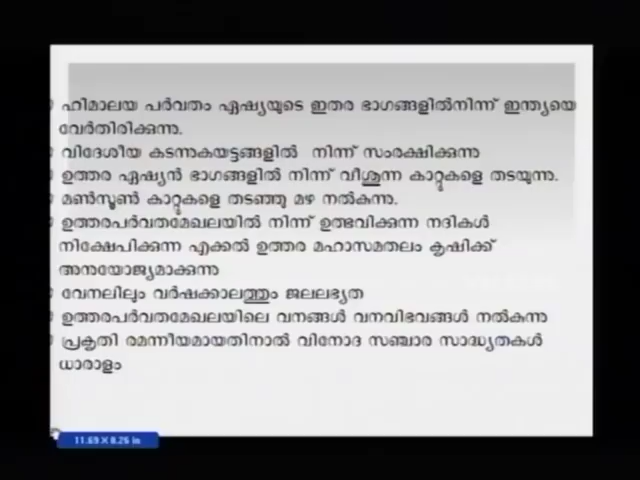 ഹിമാലയ പർവതം ഏഷ്യയുടെ ഇതര ഭാഗങ്ങളിൽനിന്ന് ഇന്ത്യയെ
വേർതിരിക്കുന്നു.
വിദേശീയ കടന്നുകയട്ടങ്ങളിൽ നിന്ന് സംരക്ഷിക്കുന്നു
ഉത്തര ഏഷ്യൻ ഭാഗങ്ങളിൽ നിന്ന് വീശുന്ന കാറ്റുകളെ തടയുന്നു.
മൺസൂൺ കാറ്റുകളെ തടഞ്ഞു മഴ നൽകുന്നു.
ഉത്തരപർവതമേഖലയിൽ നിന്ന് ഉത്ഭവിക്കുന്ന നദികൾ
നിക്ഷേപിക്കുന്ന എക്കൽ ഉത്തര മഹാസമതലം കൃഷിക്ക്
അനുയോജ്യമാക്കുന്നു
വേനലിലും വർഷക്കാലത്തും ജലലഭ്യത
ഉത്തരപർവതമേഖലയിലെ വനങ്ങൾ വനവിഭവങ്ങൾ നൽകുന്നു
പ്രകൃതി രമന്നീയമായതിനാൽ വിനോദ സഞ്ചാര സാദ്ധ്യതകൾ
ധാരാളം
11.69 X 8.26 in